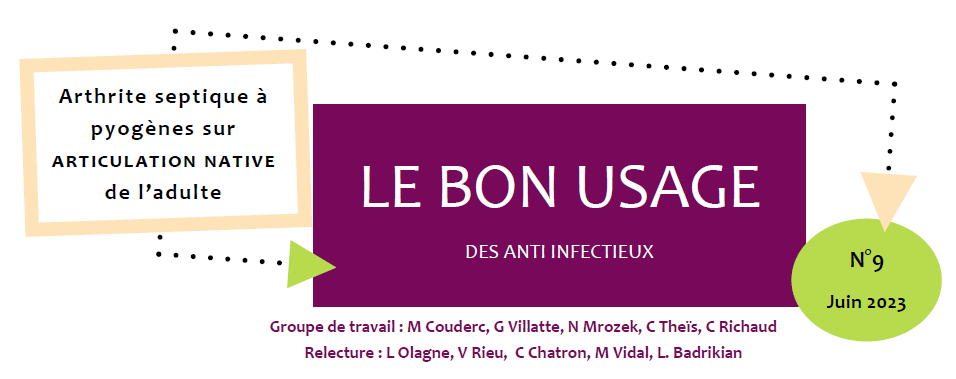 Arthrite septique à
pyogènes sur
ARTICULATION NATIVE
de l’adulte
LE BON USAGE
DES ANTI INFECTIEUX
N°9
Juin 2023
Groupe de travail : M Couderc, G Villatte, N Mrozek, C Theïs, C Richaud
Relecture : L Olagne, V Rieu, C Chatron, M Vidal, L. Badrikian